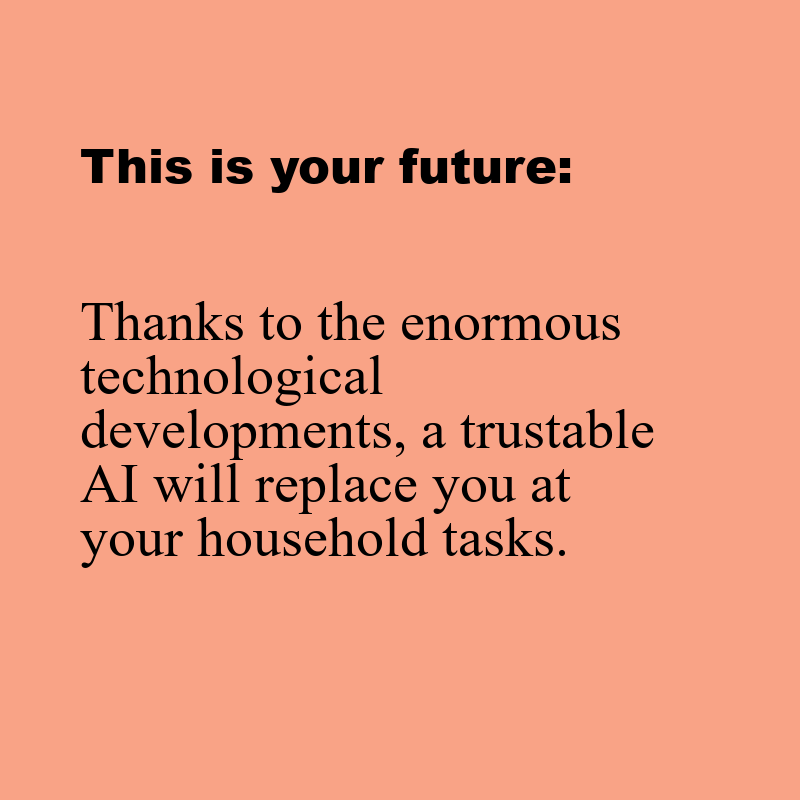 This is your future:
Thanks to the enormous
technological
developments, a trustable
AI will replace you at
your household tasks.